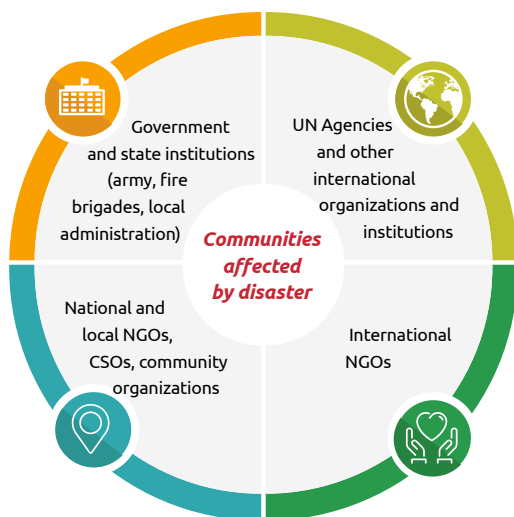 Government
and state institutions
(army, fire
brigades, local
administration)
UN Agencies
and other
international
organizations and
institutions
Communities
affected
by disaster
National and
local NGOs,
CSOs, community
organizations
International
NGOs